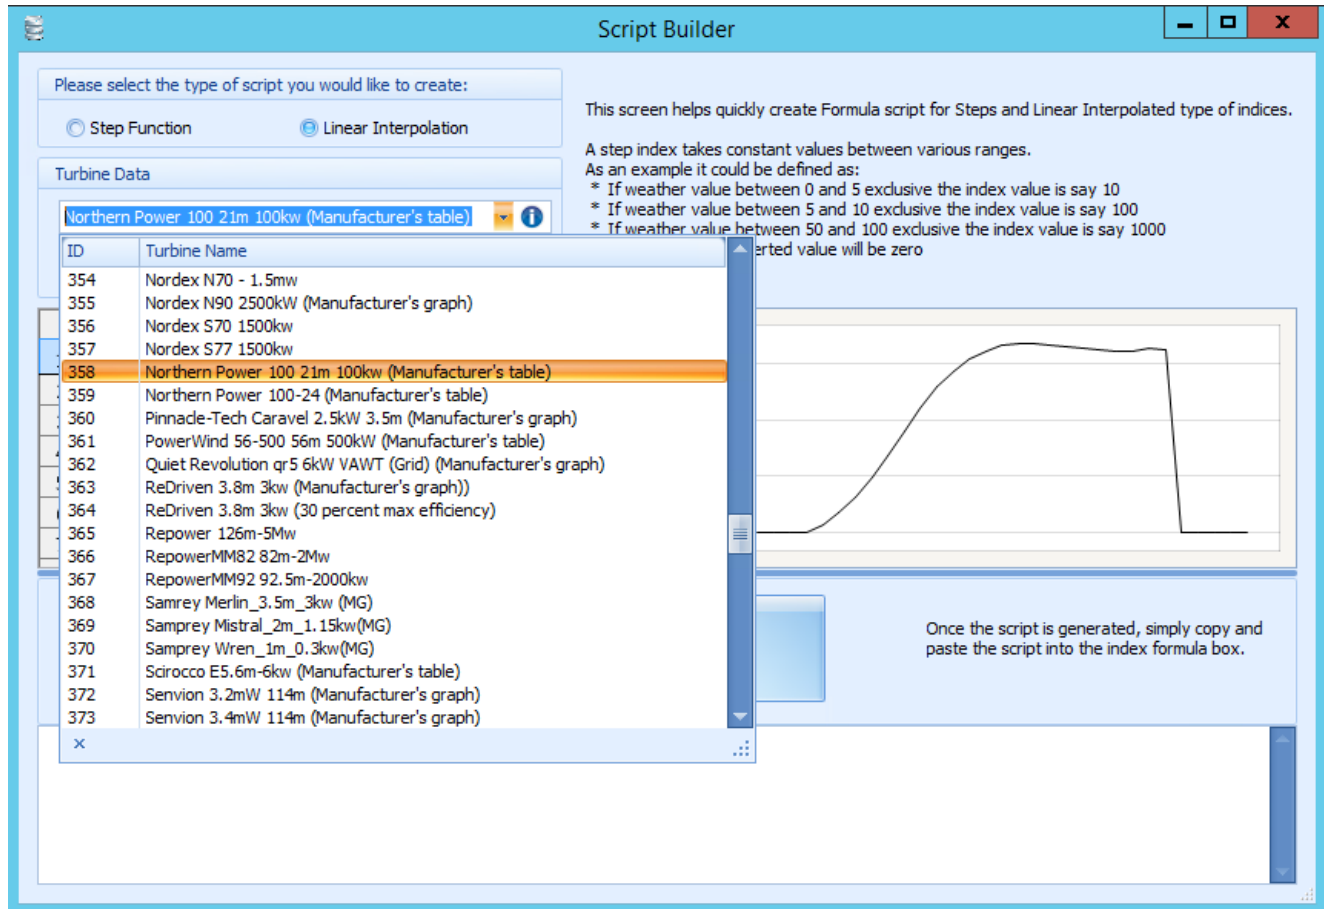 Script Builder
Please select the type of script you would like to create:
Step Function
Linear Interpolation
This screen helps quickly create Formula script for Steps and Linear Interpolated type of indices.
A step index takes constant values between various ranges.
As an example it could be defined as:
* If weather value between 0 and 5 exclusive the index value is say 10
* If weather value between 5 and 10 exclusive the index value is say 100
* If weather value between 50 and 100 exclusive the index value is say 1000
erted value will be zero
Turbine Data
Northern Power 100 21m 100kw (Manufacturer's table)
ID Turbine Name
354 Nordex N70 - 1.5mw
355 Nordex N90 2500kW (Manufacturer's graph)
356 Nordex S70 1500kw
357 Nordex S77 1500kw
358 Northern Power 100 21m 100kw (Manufacturer's table)
359 Northern Power 100-24 (Manufacturer's table)
360 Pinnacle-Tech Caravel 2.5kW 3.5m (Manufacturer's graph)
361 PowerWind 56-500 56m 500kW (Manufacturer's table)
362 Quiet Revolution qr5 6kW VAWT (Grid) (Manufacturer's graph)
363 ReDriven 3.8m 3kw (Manufacturer's graph))
364 ReDriven 3.8m 3kw (30 percent max efficiency)
365 Repower 126m-5Mw
366 RepowerMM82 82m-2Mw
367 RepowerMM92 92.5m-2000kw
368 Samrey Merlin_3.5m_3kw (MG)
369 Samprey Mistral_2m_1.15kw(MG)
370 Samprey Wren_1m_0.3kw(MG)
371 Scirocco E5.6m-6kw (Manufacturer's table)
372 Senvion 3.2mW 114m (Manufacturer's graph)
373 Senvion 3.4mW 114m (Manufacturer's graph)
Once the script is generated, simply copy and
paste the script into the index formula box.